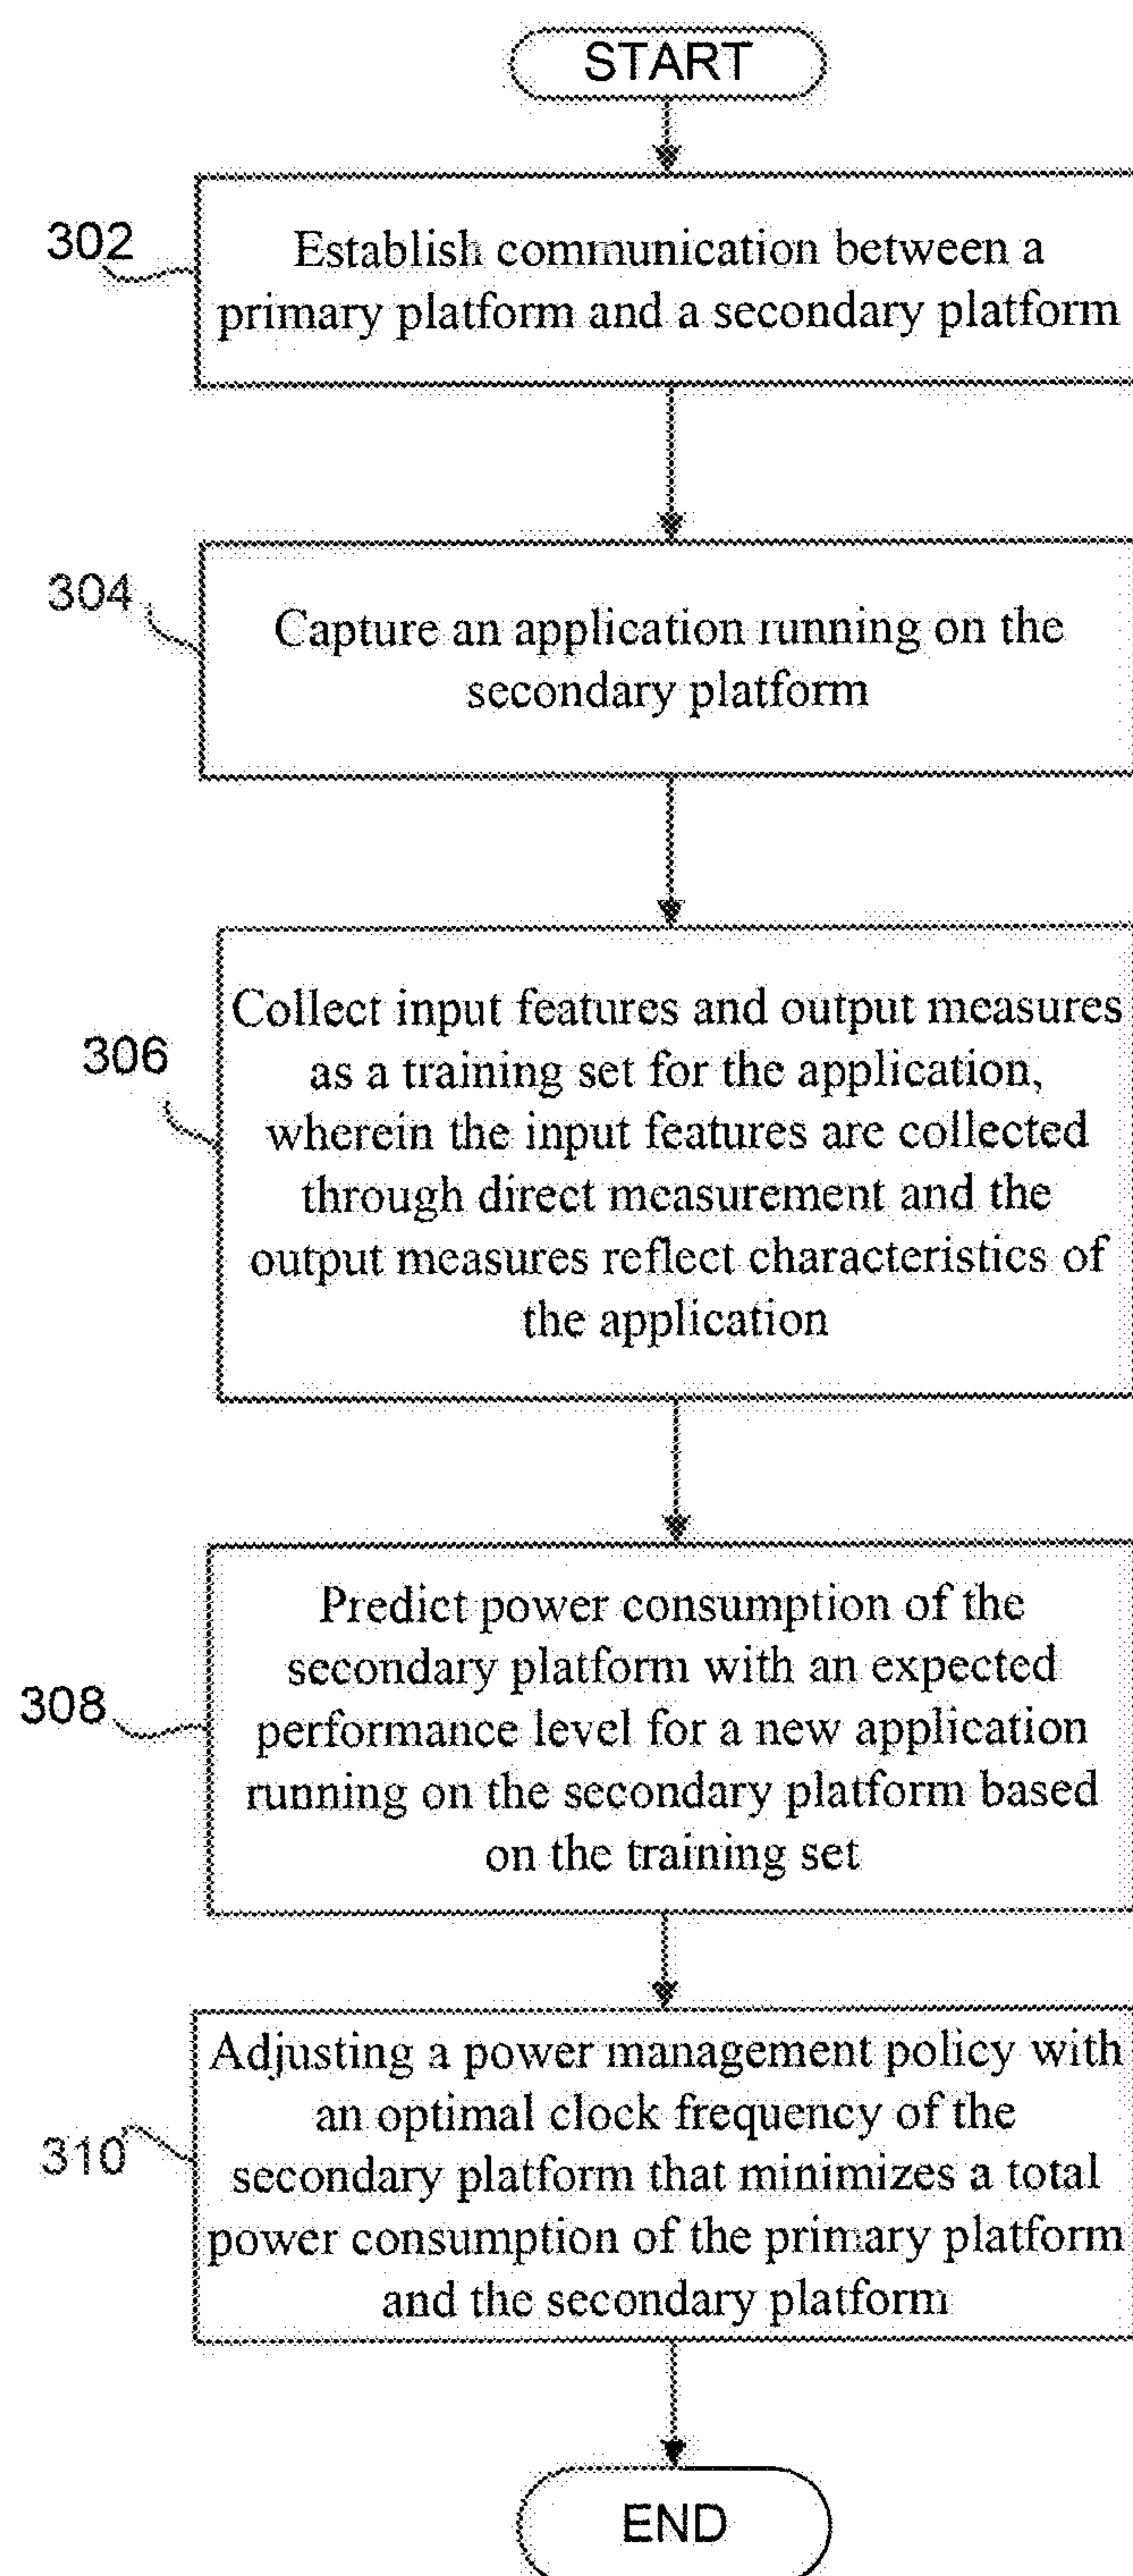 START
302
Establish communication between a
primary platform and a secondary platform
304
Capture an application running on the
secondary platform
306
Collect input features and output measures
as a training set for the application,
wherein the input features are collected
through direct measurement and the
output measures reflect characteristics of
the application
308
Predict power consumption of the
secondary platform with an expected
performance level for a new application
running on the secondary platform based
on the training set
310
Adjusting a power management policy with
an optimal clock frequency of the
secondary platform that minimizes a total
power consumption of the primary platform
and the secondary platform
END